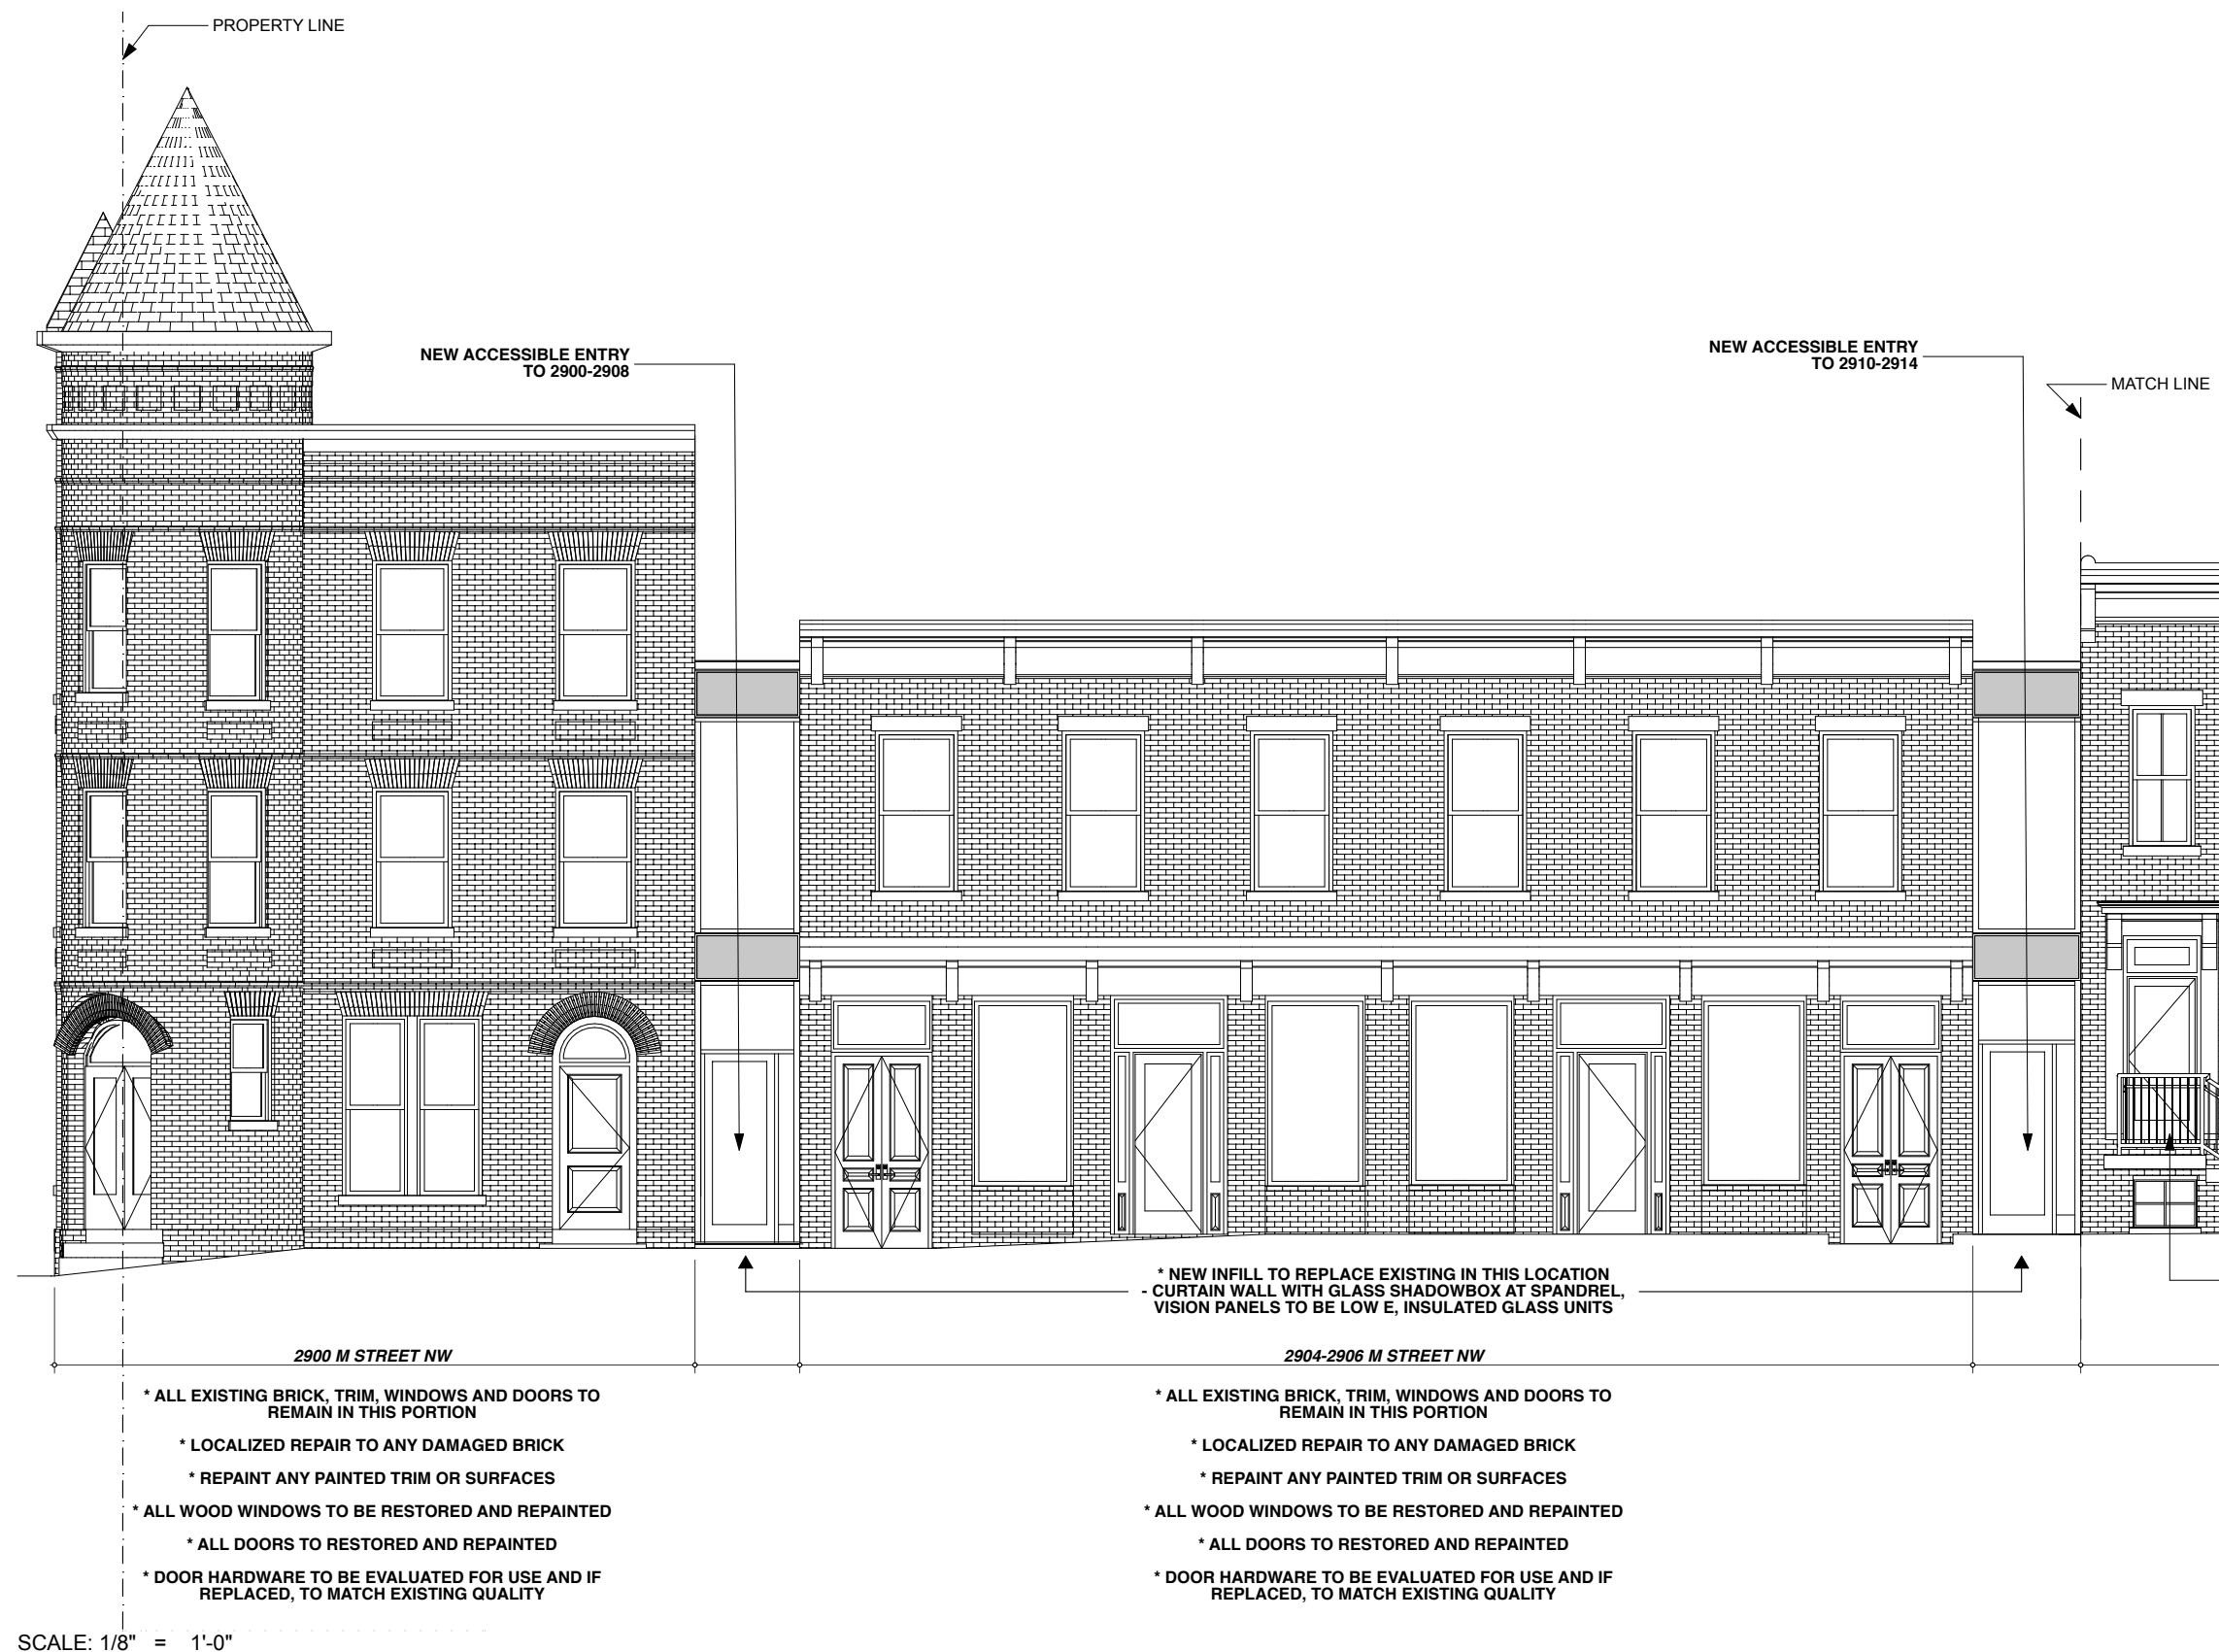 PROPERTY LINE
NEW ACCESSIBLE ENTRY
TO 2900-2908
NEW ACCESSIBLE ENTRY
TO 2910-2914
MATCH LINE
* NEW INFILL TO REPLACE EXISTING IN THIS LOCATION
- CURTAIN WALL WITH GLASS SHADOWBOX AT SPANDREL,
VISION PANELS TO BE LOW E, INSULATED GLASS UNITS
2900 M STREET NW
* ALL EXISTING BRICK, TRIM, WINDOWS AND DOORS TO
REMAIN IN THIS PORTION
* LOCALIZED REPAIR TO ANY DAMAGED BRICK
* REPAINT ANY PAINTED TRIM OR SURFACES
* ALL WOOD WINDOWS TO BE RESTORED AND REPAINTED
* ALL DOORS TO RESTORED AND REPAINTED
* DOOR HARDWARE TO BE EVALUATED FOR USE AND IF
REPLACED, TO MATCH EXISTING QUALITY
2904-2906 M STREET NW
* ALL EXISTING BRICK, TRIM, WINDOWS AND DOORS TO
REMAIN IN THIS PORTION
* LOCALIZED REPAIR TO ANY DAMAGED BRICK
* REPAINT ANY PAINTED TRIM OR SURFACES
* ALL WOOD WINDOWS TO BE RESTORED AND REPAINTED
* ALL DOORS TO RESTORED AND REPAINTED
* DOOR HARDWARE TO BE EVALUATED FOR USE AND IF
REPLACED, TO MATCH EXISTING QUALITY
SCALE: 1/8" = 1'-0"